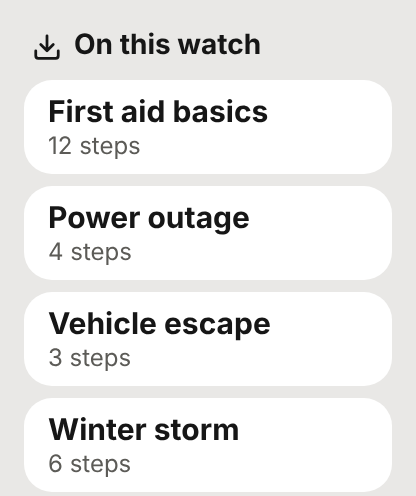 On this watch
First aid basics
12 steps
Power outage
4 steps
Vehicle escape
3 steps
Winter storm
6 steps